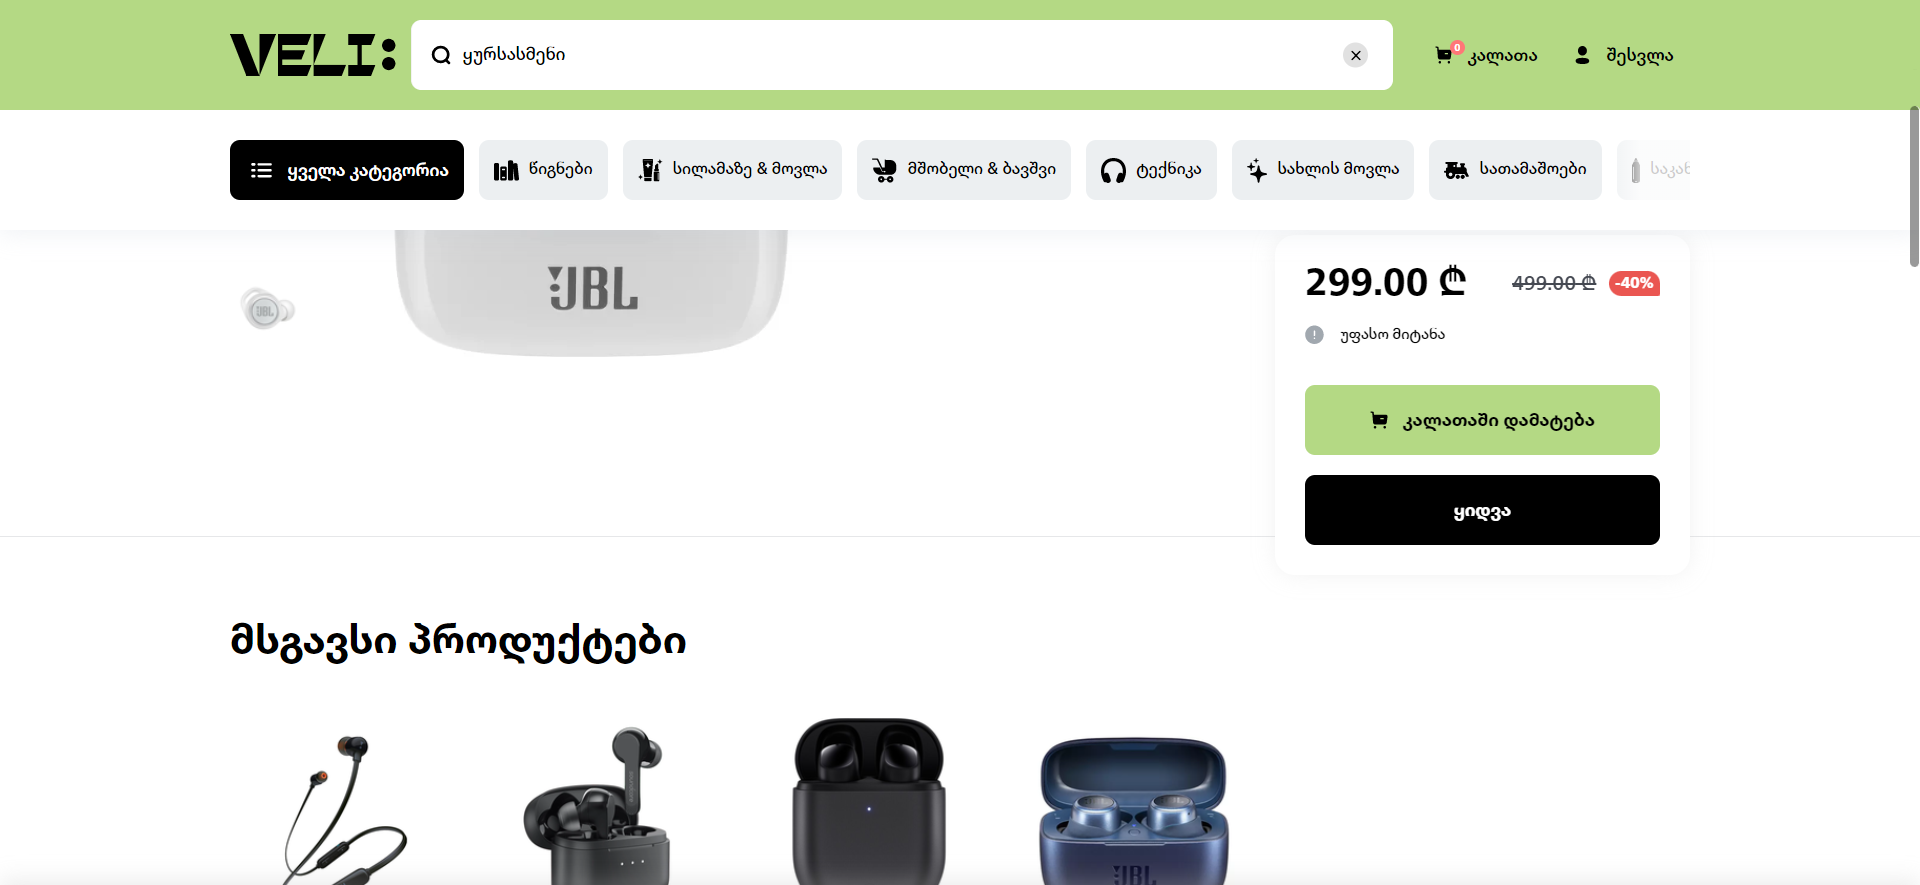 VELI:
ყურსასმენი
0
კალათა
შესვლა
ყველა კატეგორია
წიგნები
სილამაზე & მოვლა
მშობელი & ბავშვი
ტექნიკა
სახლის მოვლა
სათამაშოები
JBL
JBL
299.00 ₾
499.00 ₾
-40%
უფასო მიტანა
კალათაში დამატება
ყიდვა
მსგავსი პროდუქტები
JBL